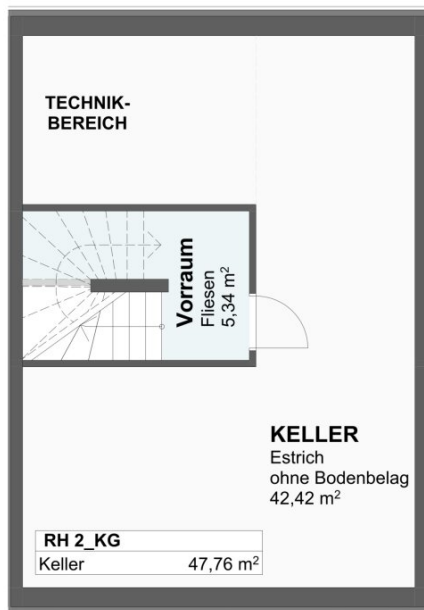 TECHNIK-
BEREICH
Vorraum
Fliesen
5,34 m²
KELLER
Estrich
ohne Bodenbelag
42,42 m²
RH 2_KG
Keller 47,76 m²